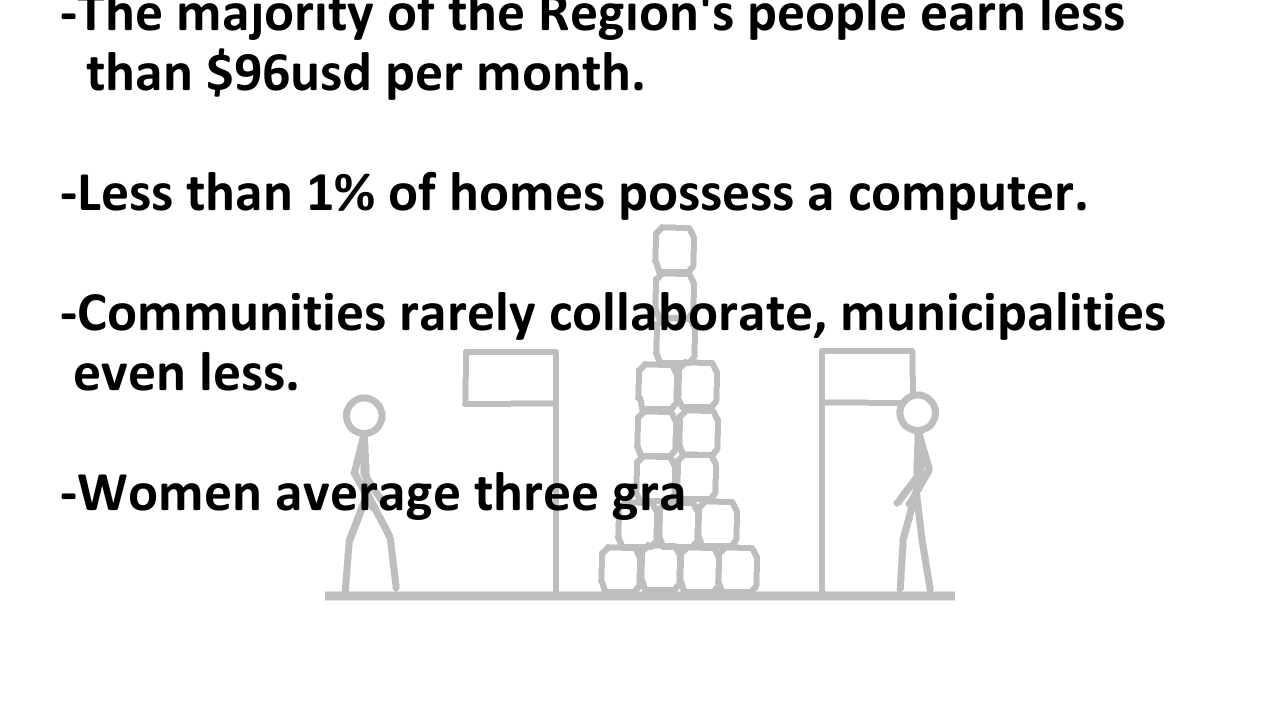 -The majority of the Region's people earn less
than $96usd per month.
-Less than 1% of homes possess a computer.
-Communities rarely collaborate, municipalities
even less.
-Women average three gra